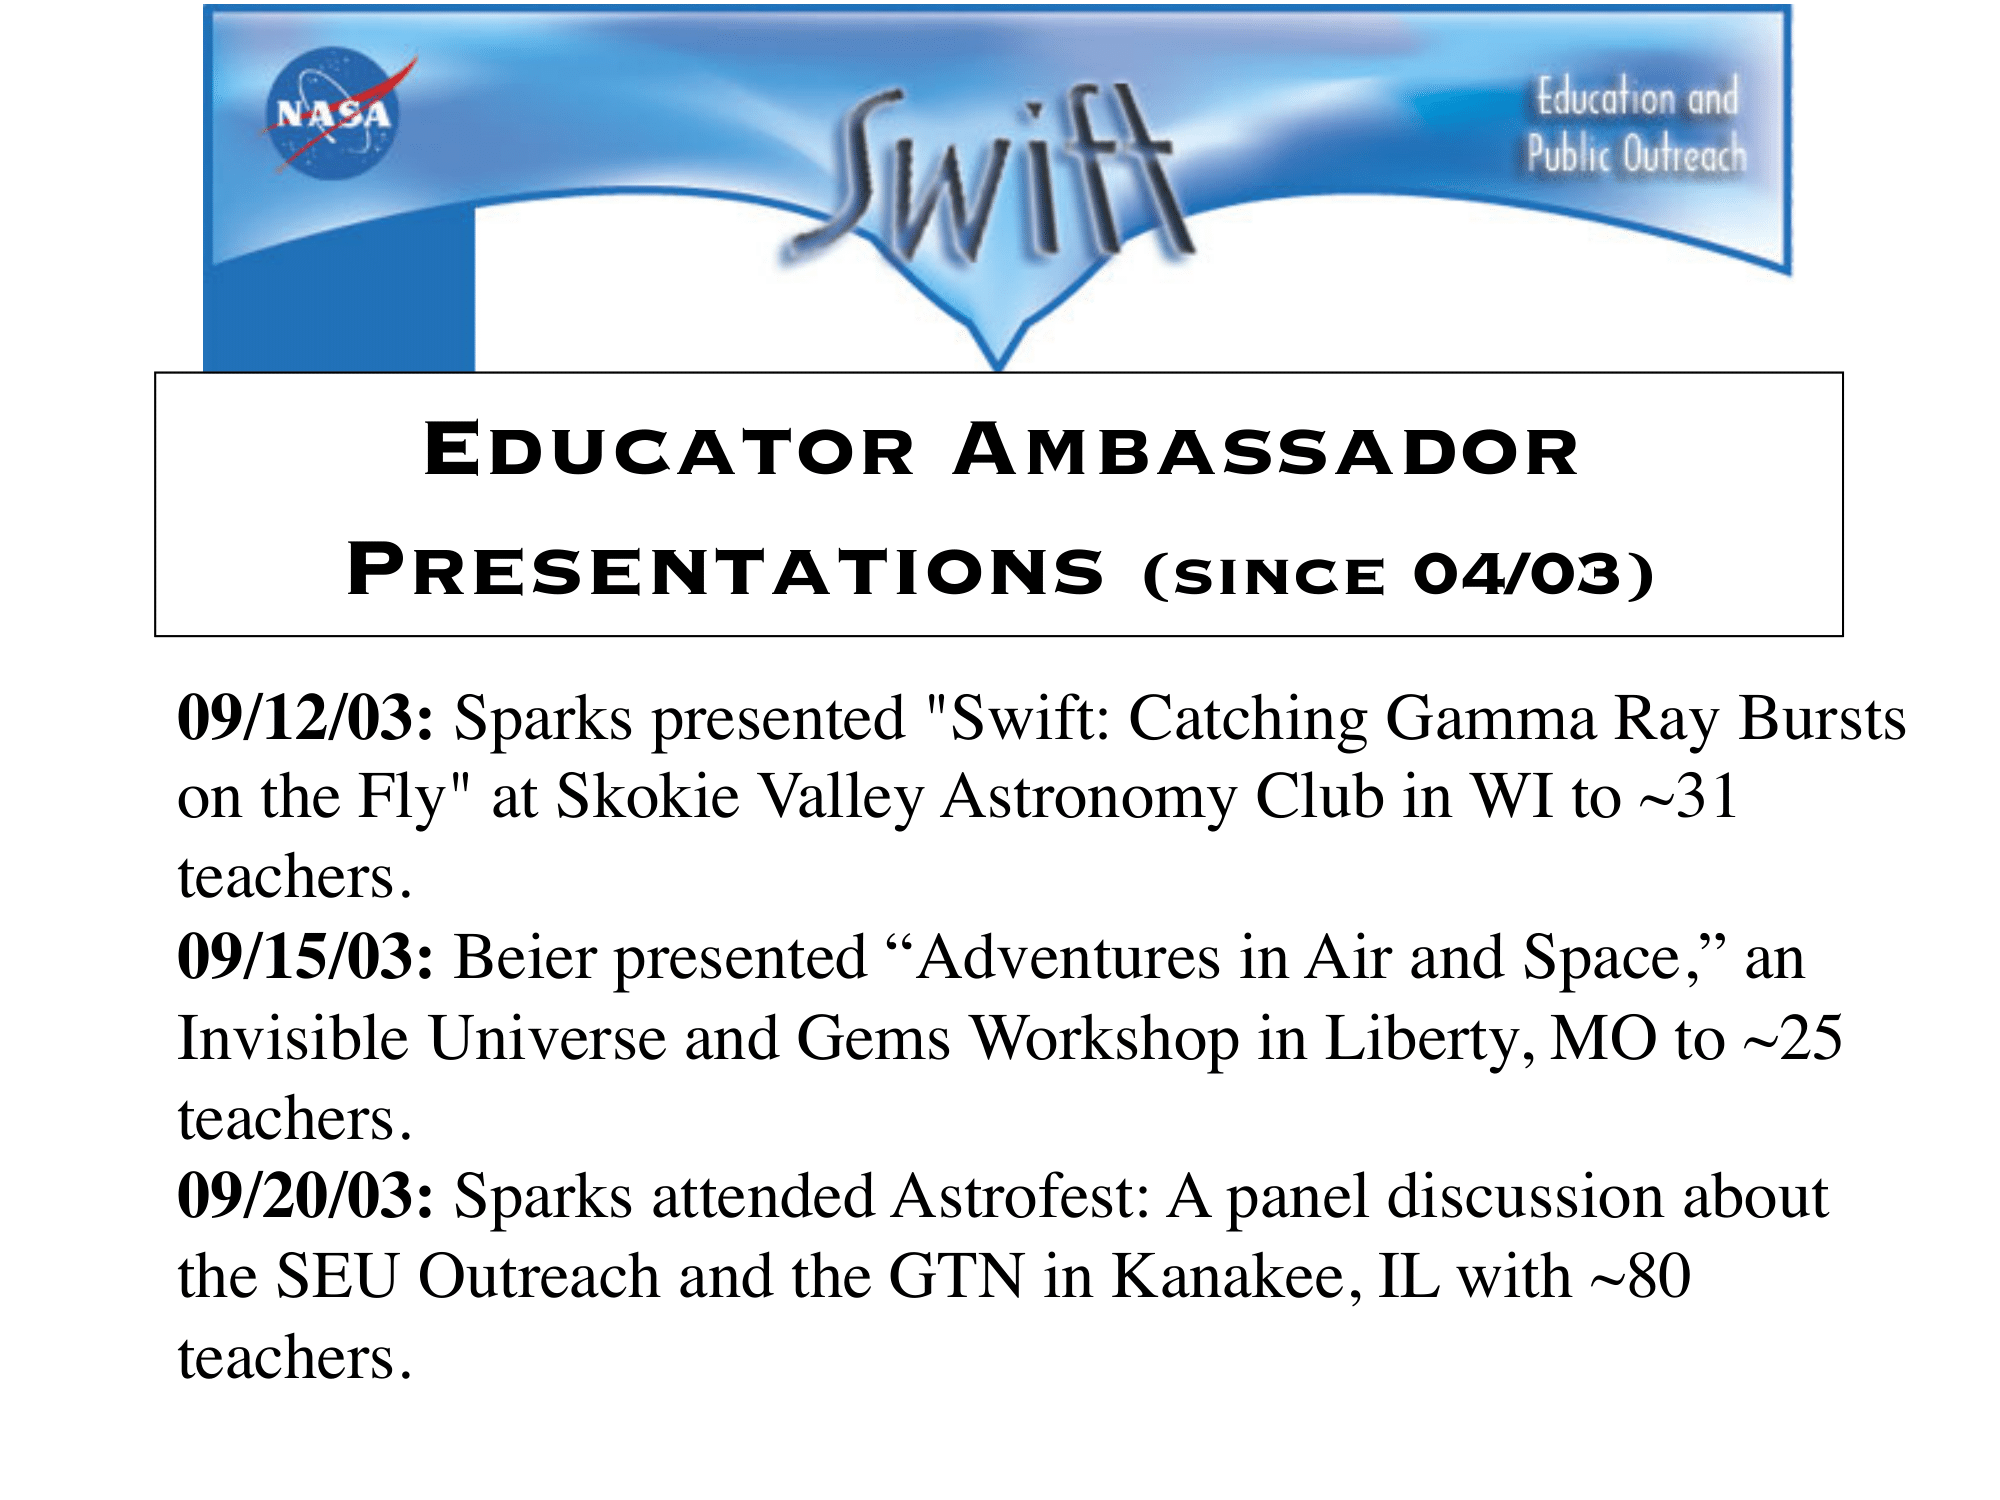 NASA
Swift
Education and
Public Outreach
EDUCATOR AMBASSADOR
PRESENTATIONS (SINCE 04/03)
09/12/03: Sparks presented "Swift: Catching Gamma Ray Bursts
on the Fly" at Skokie Valley Astronomy Club in WI to ~31
teachers.
09/15/03: Beier presented “Adventures in Air and Space,” an
Invisible Universe and Gems Workshop in Liberty, MO to ~25
teachers.
09/20/03: Sparks attended Astrofest: A panel discussion about
the SEU Outreach and the GTN in Kanakee, IL with ~80
teachers.